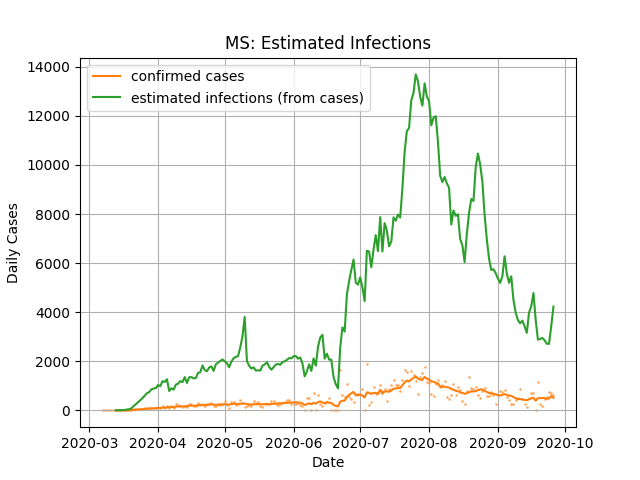 MS: Estimated Infections
confirmed cases
estimated infections (from cases)
Daily Cases
14000
12000
10000
8000
6000
4000
2000
0
2020-03 2020-04 2020-05 2020-06 2020-07 2020-08 2020-09 2020-10
Date